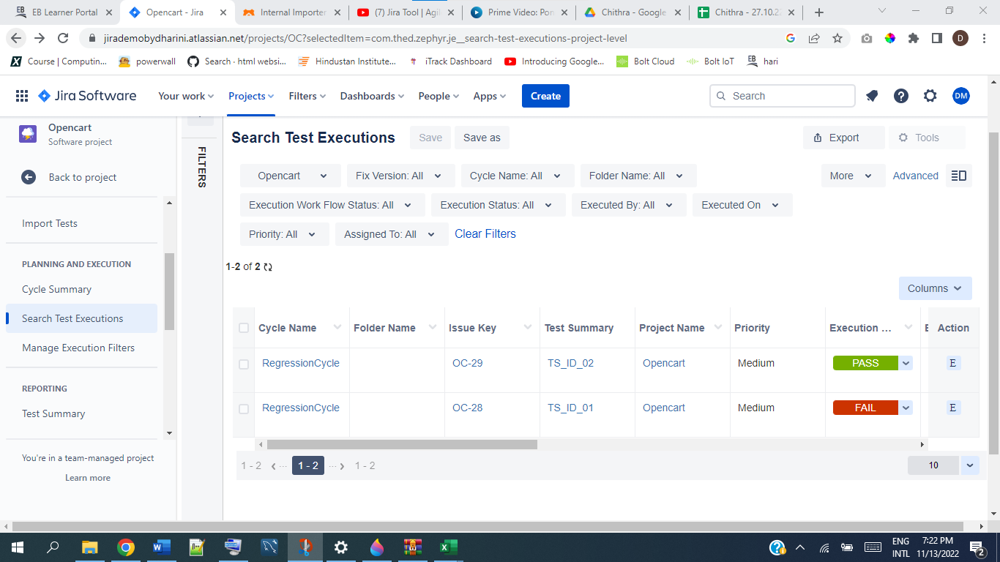 EB Learner Portal
Opencart - Jira
Internal Importer
(7) Jira Tool | Agil
Prime Video: Pon
Chithra - Google
Chithra - 27.10.22
jirademobydharini.atlassian.net/projects/OC?selectedItem=com.thed.zephyr.je__search-test-executions-project-level
D
Course | Computin...
powerwall
Search · html websi...
Hindustan Institute...
iTrack Dashboard
Introducing Google...
Bolt Cloud
Bolt IoT
hari
Jira Software
Your work
Projects
Filters
Dashboards
People
Apps
Create
Search
DM
Opencart
Software project
Back to project
Import Tests
PLANNING AND EXECUTION
Cycle Summary
Search Test Executions
Manage Execution Filters
REPORTING
Test Summary
You're in a team-managed project
Learn more
FILTERS
Search Test Executions
Save
Save as
Export
Tools
Opencart
Fix Version: All
Cycle Name: All
Folder Name: All
More
Advanced
Execution Work Flow Status: All
Execution Status: All
Executed By: All
Executed On
Priority: All
Assigned To: All
Clear Filters
1-2 of 2
Columns
Cycle Name Folder Name Issue Key Test Summary Project Name Priority Execution ... Action
RegressionCycle OC-29 TS_ID_02 Opencart Medium PASS E
RegressionCycle OC-28 TS_ID_01 Opencart Medium FAIL E
1 - 2 ‹ ··· 1 - 2 ··· › 1 - 2
10
ENG
INTL
7:22 PM
11/13/2022
2